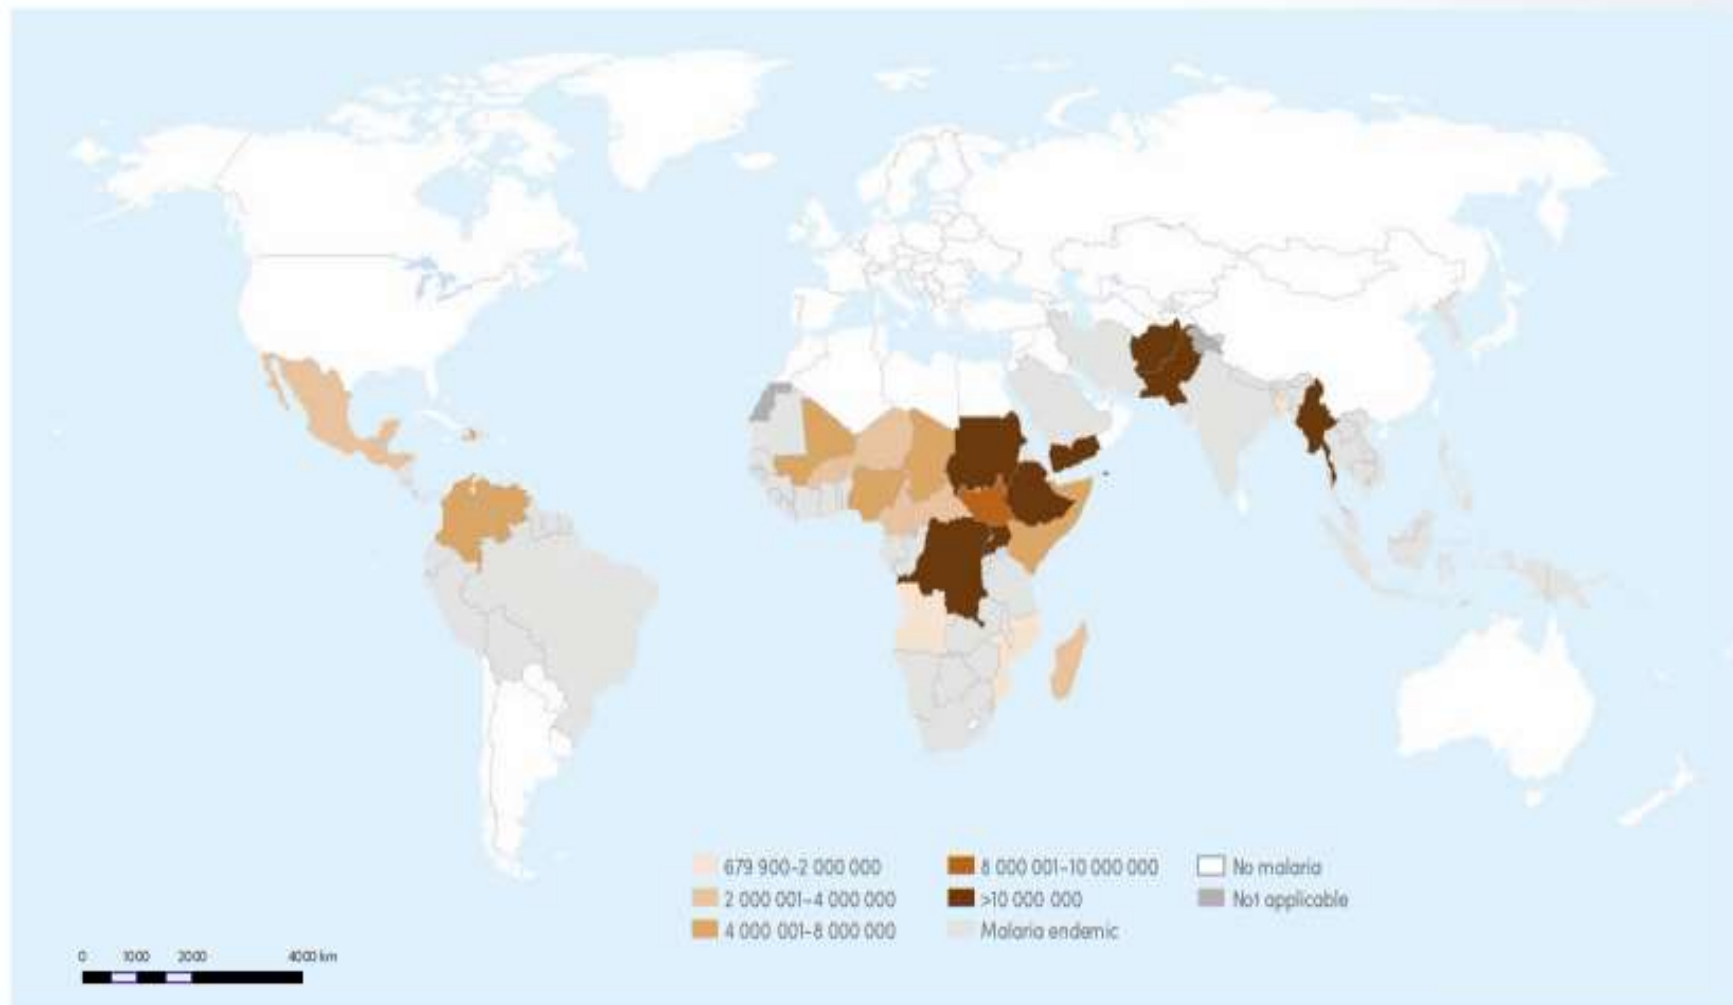 679 900–2 000 000
2 000 001–4 000 000
4 000 001–8 000 000
8 000 001–10 000 000
>10 000 000
Malaria endemic
No malaria
Not applicable
0 1000 2000 4000 km